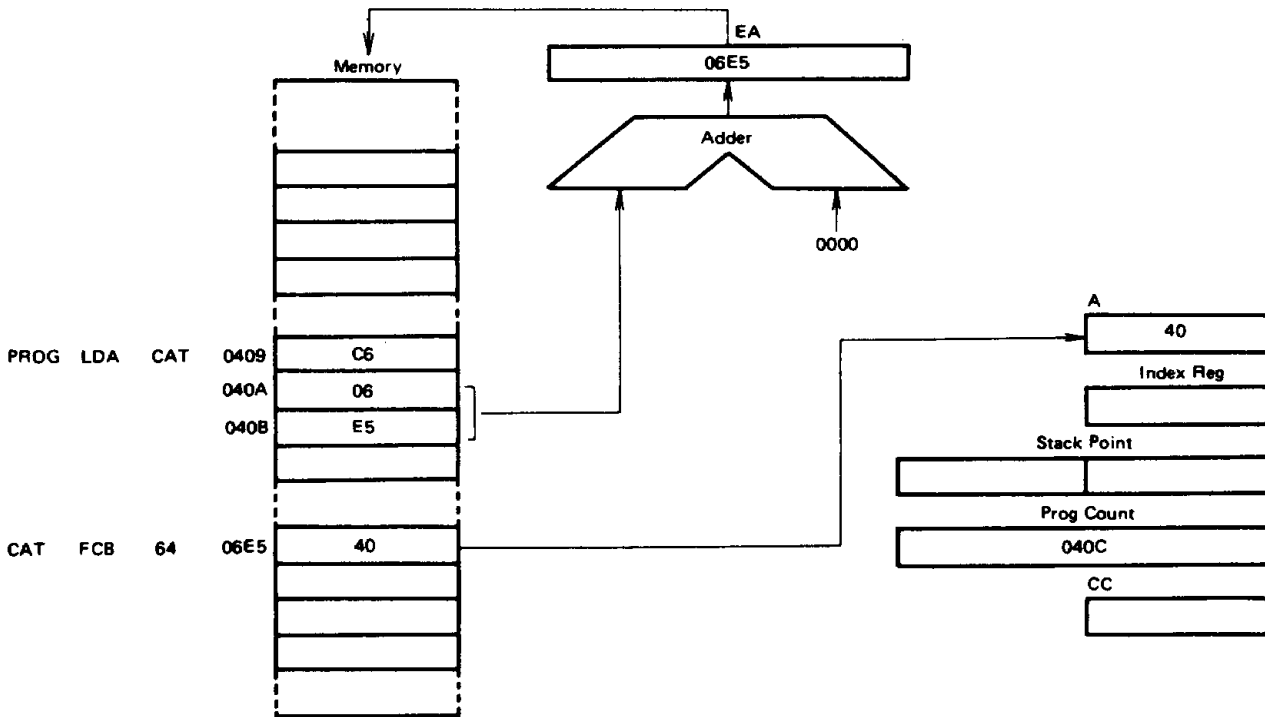 EA
06E5
Memory
Adder
0000
A
40
PROG LDA CAT 0409 C6
Index Reg
040A 06
040B E5
Stack Point
Prog Count
040C
CAT FCB 64 06E5 40
CC